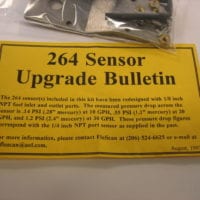 264 Sensor
Upgrade Bulletin
The 264 sensor(s) included in this kit have been redesigned with 1/8 inch
NPT fuel inlet and outlet ports. The measured pressure drop across the
sensor is .14 PSI (.28" mercury) at 10 GPH, .55 PSI (1.1" mercury) at
20 GPH, and 1.2 PSI (2.4" mercury) at 30 GPH. These pressure drop figures
correspond with the 1/4 inch NPT port sensor as supplied in the past.
For more information, please contact FloScan at (206) 524-6625 or e-mail at
floscan@aol.com.
August, 199